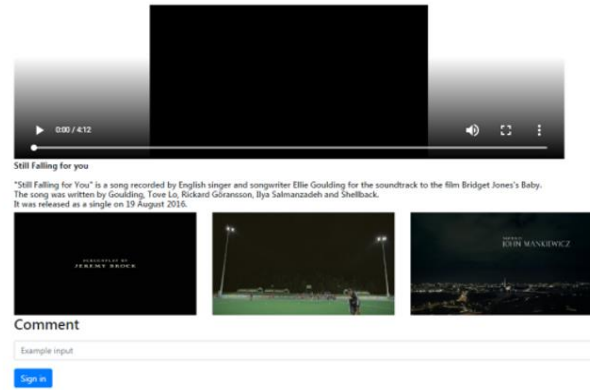 0:00 / 4:12
Still Falling for you
"Still Falling for You" is a song recorded by English singer and songwriter Ellie Goulding for the soundtrack to the film Bridget Jones's Baby.
The song was written by Goulding, Tove Lo, Rickard Göransson, Ilya Salmanzadeh and Shellback.
It was released as a single on 19 August 2016.
SCREENPLAY BY
JEREMY BROCK
JOHN MANKIEWICZ
Comment
Example input
Sign in